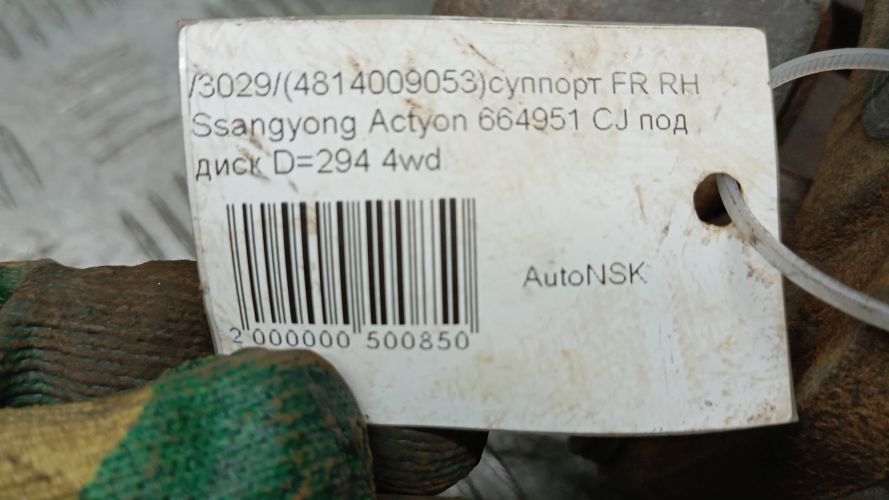 /3029/(4814009053)суппорт FR RH
Ssangyong Actyon 664951 CJ под
диск D=294 4wd
AutoNSK
2 000000 500850